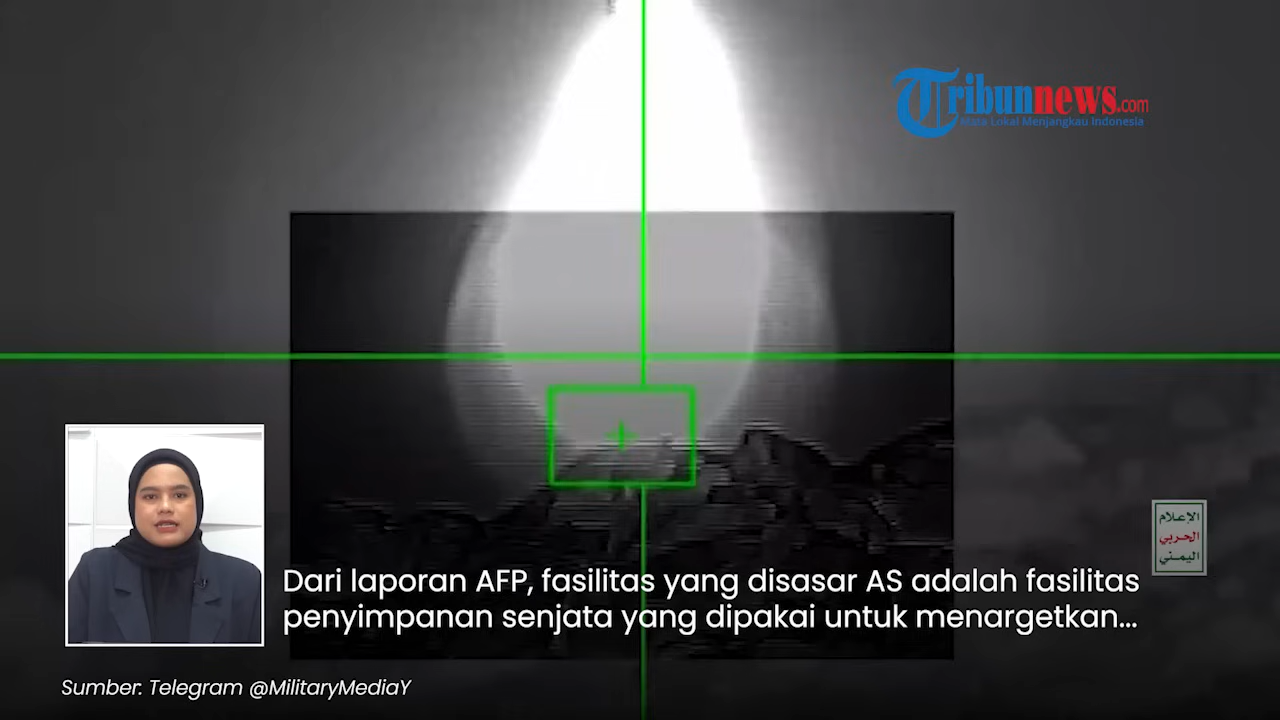 Tribunnews.com
Mata Lokal Menjangkau Indonesia
الإعلام
الحربي
اليمني
Dari laporan AFP, fasilitas yang disasar AS adalah fasilitas
penyimpanan senjata yang dipakai untuk menargetkan...
Sumber: Telegram @MilitaryMediaY